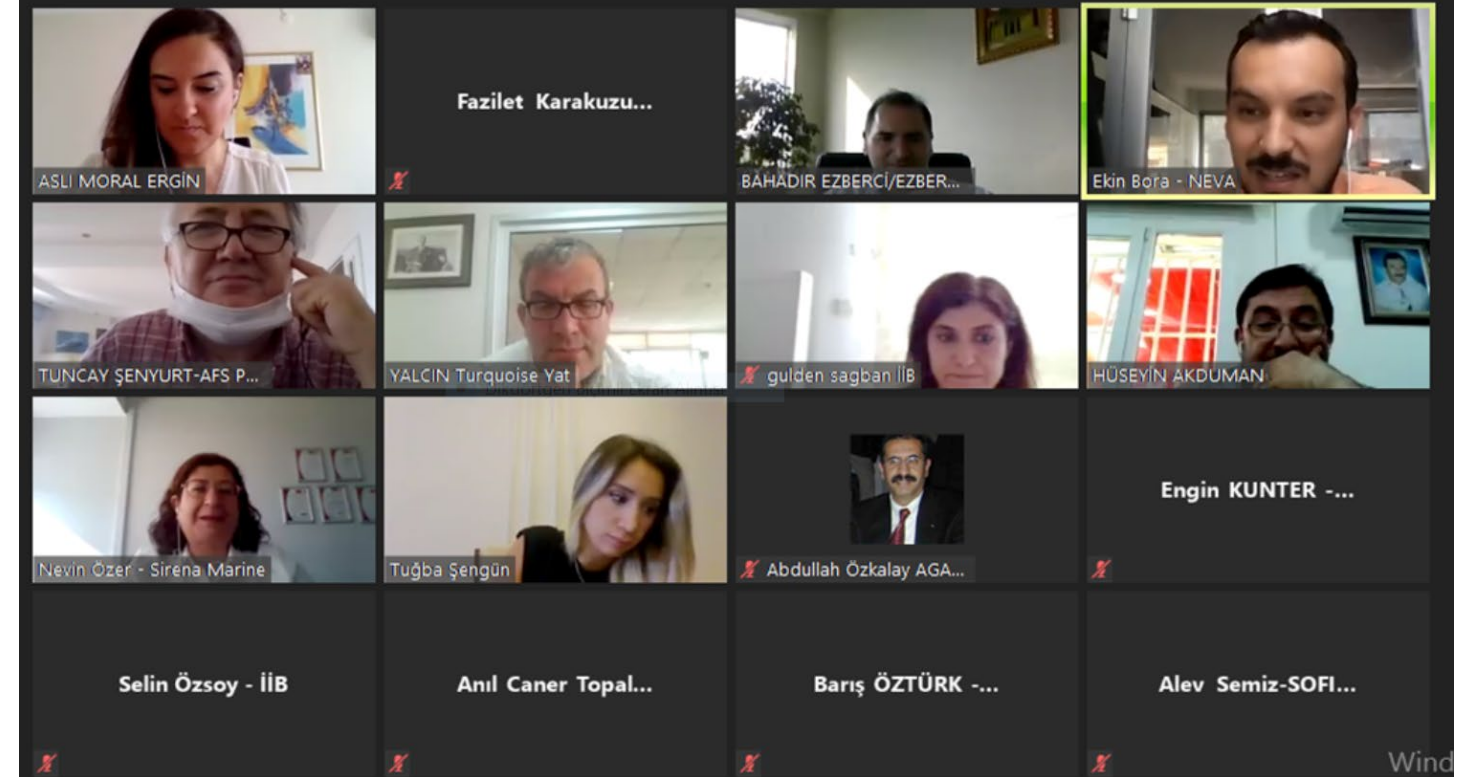 ASLI MORAL ERGİN
Fazilet Karakuzu...
BAHADIR EZBERCİ/EZBER...
Ekin Bora - NEVA
TUNCAY ŞENYURT-AFS P...
YALCIN Turquoise Yat
gulden sagban İİB
HÜSEYİN AKDUMAN
Nevin Özer - Sirena Marine
Tuğba Şengün
Abdullah Özkalay AGA...
Engin KUNTER -...
Selin Özsoy - İİB
Anıl Caner Topal...
Barış ÖZTÜRK -...
Alev Semiz-SOFI...
Wind